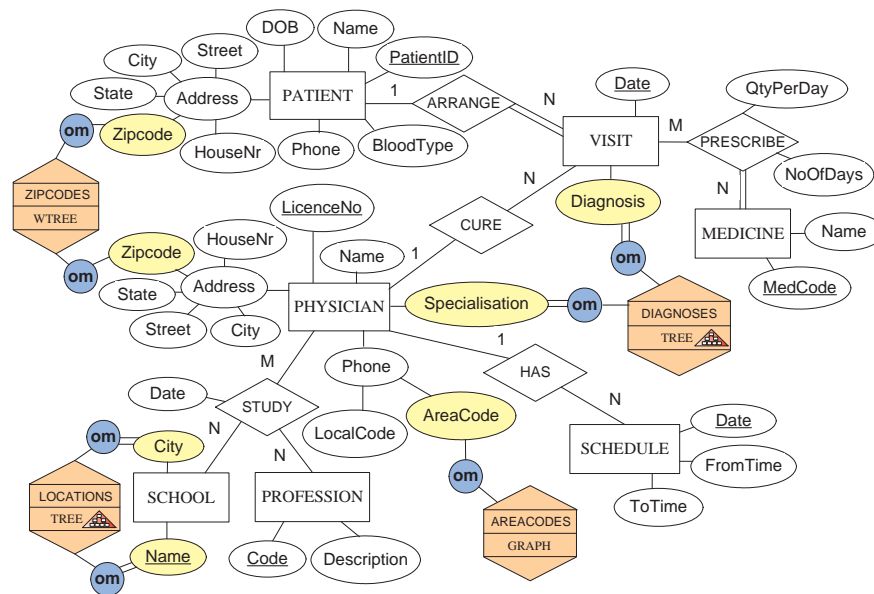 DOB
Name
Street
City
PatientID
State
Address
PATIENT
1
ARRANGE
N
Date
QtyPerDay
om
Zipcode
HouseNr
Phone
BloodType
VISIT
M
PRESCRIBE
NoOfDays
ZIPCODES
WTREE
LicenceNo
N
Diagnosis
N
CURE
MEDICINE
Name
HouseNr
Zipcode
om
Name
1
om
MedCode
State
Address
PHYSICIAN
Specialisation
om
DIAGNOSES
TREE
Street
City
1
M
Phone
HAS
Date
STUDY
AreaCode
N
Date
LocalCode
om
City
N
N
SCHEDULE
FromTime
om
LOCATIONS
TREE
SCHOOL
PROFESSION
ToTime
AREACODES
GRAPH
Name
Code
Description
om